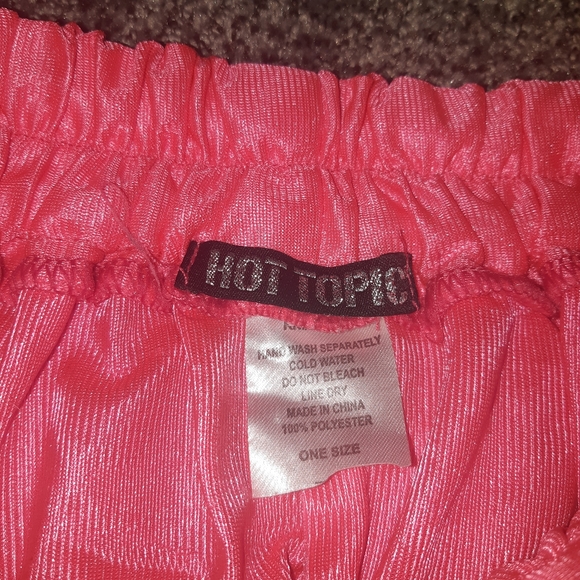 HOT TOPIC
HAND WASH SEPARATELY
COLD WATER
DO NOT BLEACH
LINE DRY
MADE IN CHINA
100% POLYESTER
ONE SIZE